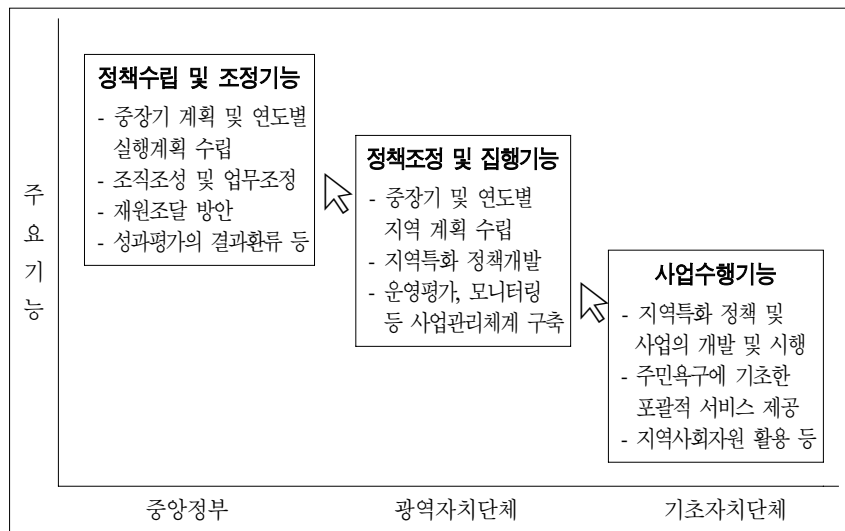 주요기능
정책수립 및 조정기능
- 중장기 계획 및 연도별
실행계획 수립
- 조직조성 및 업무조정
- 재원조달 방안
- 성과평가의 결과환류 등
정책조정 및 집행기능
- 중장기 및 연도별
지역 계획 수립
- 지역특화 정책개발
- 운영평가, 모니터링
등 사업관리체계 구축
사업수행기능
- 지역특화 정책 및
사업의 개발 및 시행
- 주민욕구에 기초한
포괄적 서비스 제공
- 지역사회자원 활용 등
중앙정부
광역자치단체
기초자치단체